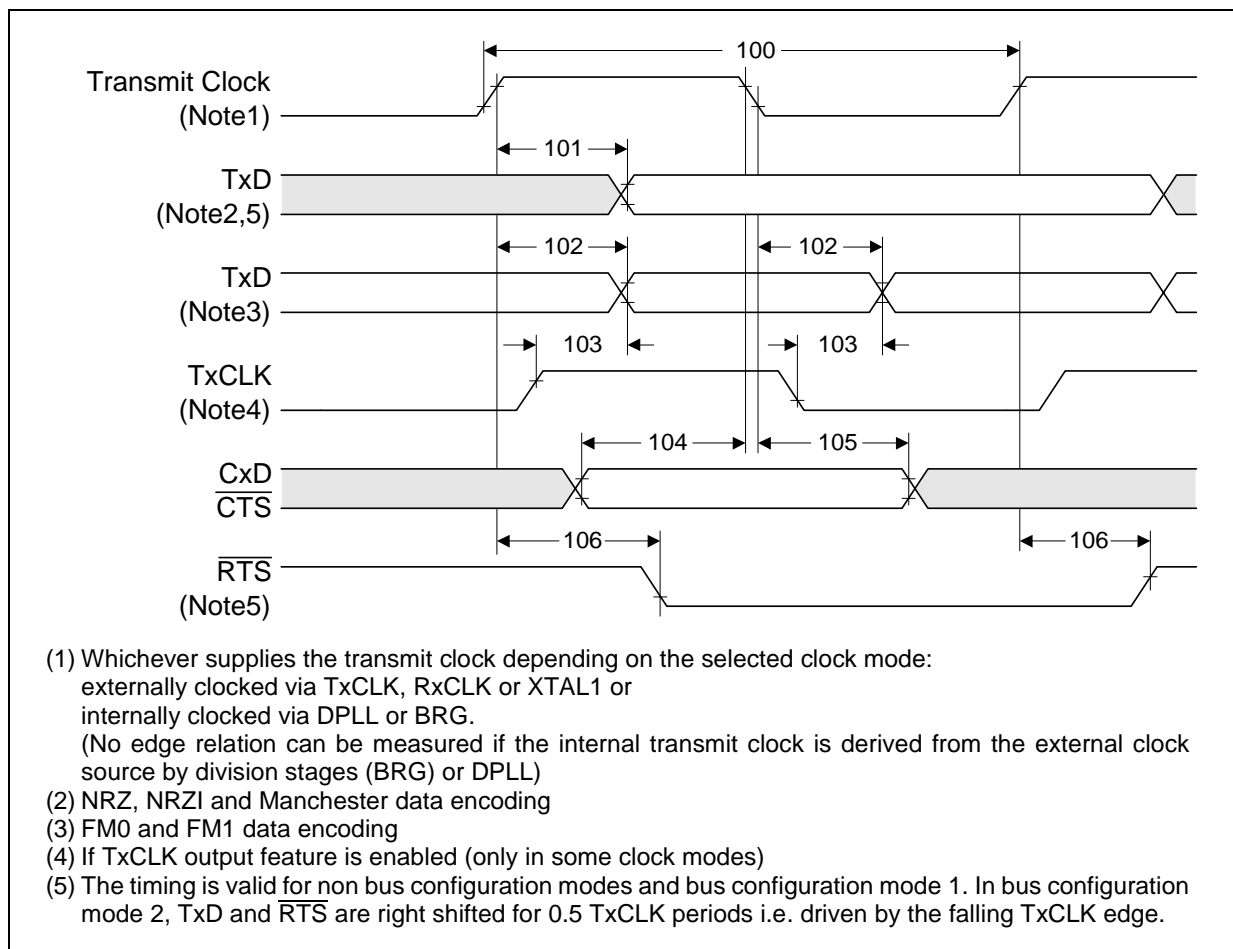 100
Transmit Clock
(Note1)
101
TxD
(Note2,5)
102
102
TxD
(Note3)
103
103
TxCLK
(Note4)
104
105
CxD
CTS
106
106
RTS
(Note5)
(1) Whichever supplies the transmit clock depending on the selected clock mode:
externally clocked via TxCLK, RxCLK or XTAL1 or
internally clocked via DPLL or BRG.
(No edge relation can be measured if the internal transmit clock is derived from the external clock
source by division stages (BRG) or DPLL)
(2) NRZ, NRZI and Manchester data encoding
(3) FM0 and FM1 data encoding
(4) If TxCLK output feature is enabled (only in some clock modes)
(5) The timing is valid for non bus configuration modes and bus configuration mode 1. In bus configuration
mode 2, TxD and RTS are right shifted for 0.5 TxCLK periods i.e. driven by the falling TxCLK edge.